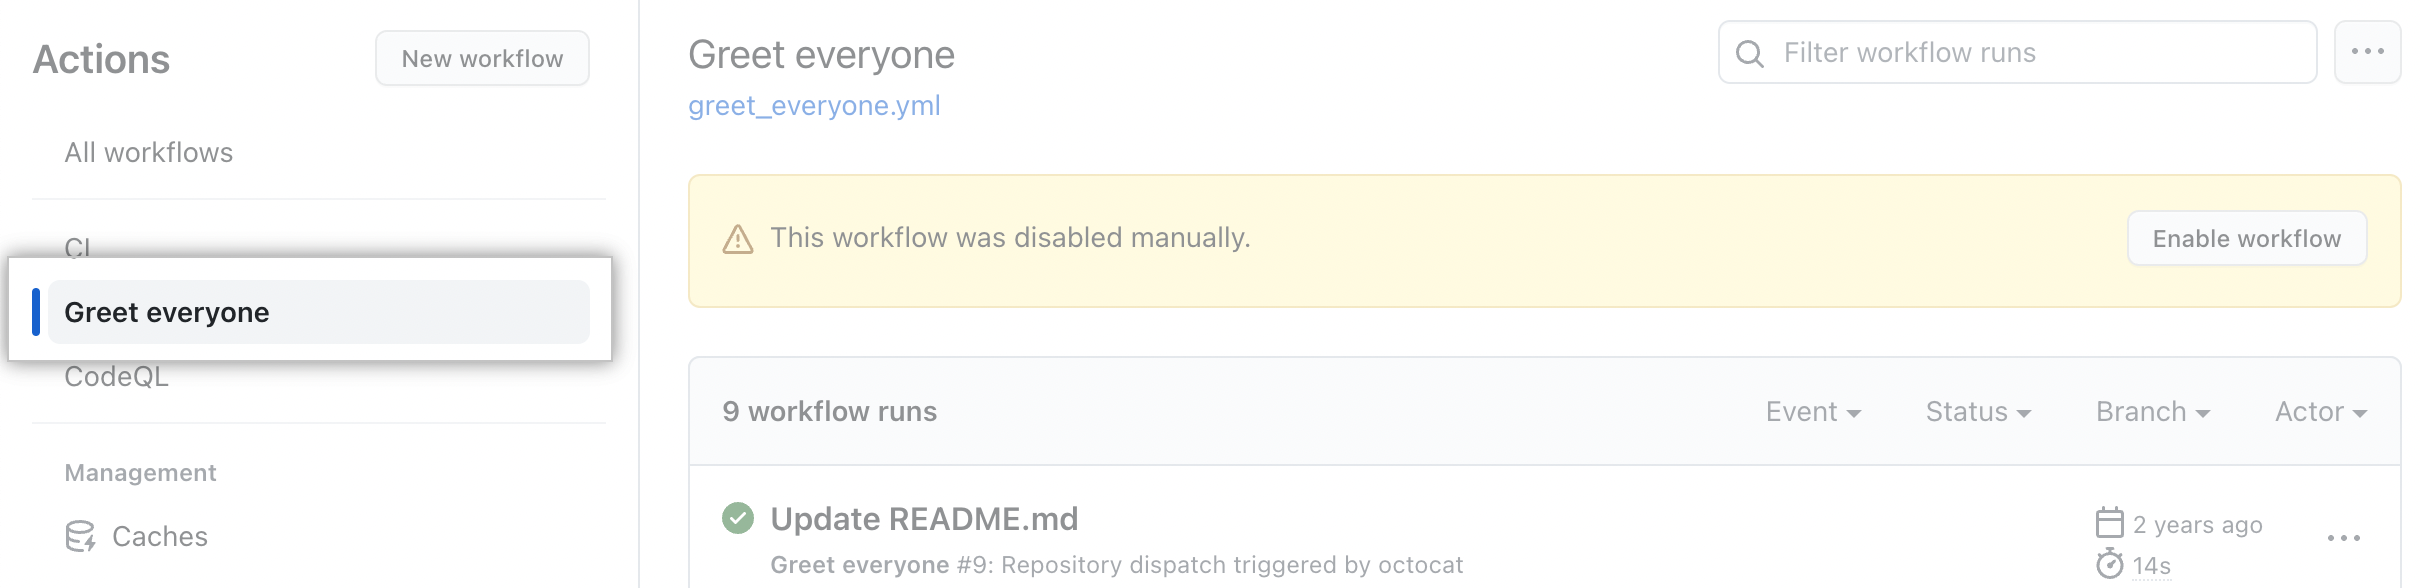 Actions
New workflow
All workflows
CI
Greet everyone
CodeQL
Management
Caches
Greet everyone
greet_everyone.yml
Filter workflow runs
This workflow was disabled manually.
Enable workflow
9 workflow runs
Event
Status
Branch
Actor
Update README.md
Greet everyone #9: Repository dispatch triggered by octocat
2 years ago
14s